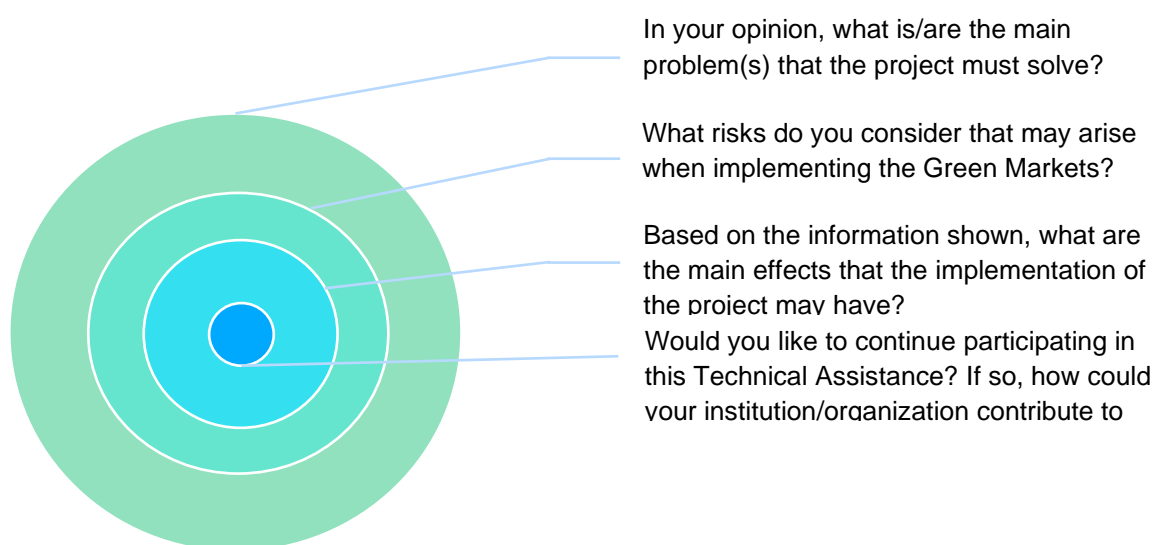 In your opinion, what is/are the main
problem(s) that the project must solve?
What risks do you consider that may arise
when implementing the Green Markets?
Based on the information shown, what are
the main effects that the implementation of
the project may have?
Would you like to continue participating in
this Technical Assistance? If so, how could
your institution/organization contribute to